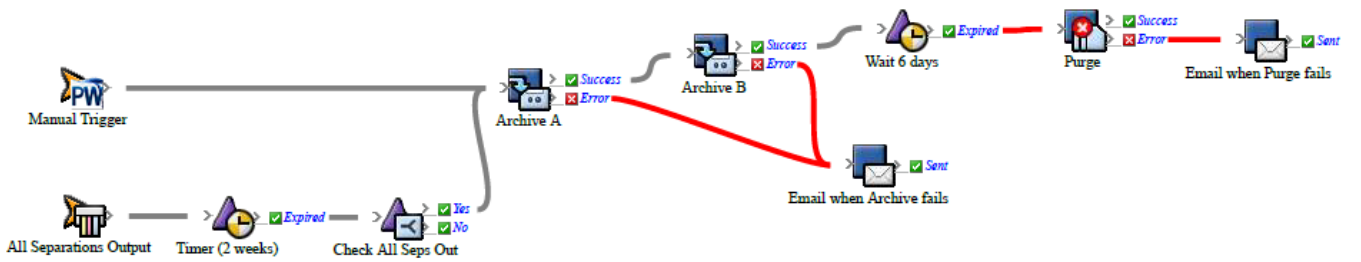 PW
Manual Trigger
All Separations Output
Expired
Timer (2 weeks)
Yes
No
Check All Seps Out
Success
Error
Archive A
Success
Error
Archive B
Expired
Wait 6 days
Success
Error
Purge
Sent
Email when Purge fails
Sent
Email when Archive fails